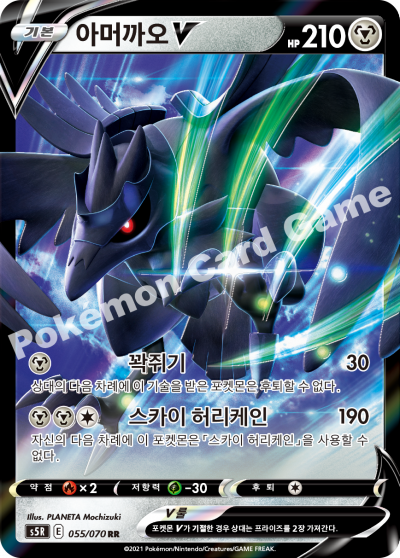 기본 아머까오 V HP 210
Pokémon Card Game
꽉쥐기 30
상대의 다음 차례에 이 기술을 받은 포켓몬은 후퇴할 수 없다.
스카이 허리케인 190
자신의 다음 차례에 이 포켓몬은 「스카이 허리케인」을 사용할
수 없다.
약점 ×2 저항력 -30 후퇴
Illus. PLANETA Mochizuki
V룰
포켓몬 V가 기절한 경우 상대는 프라이즈를 2장 가져간다.
s5R E 055/070 RR
©2021 Pokémon/Nintendo/Creatures/GAME FREAK.